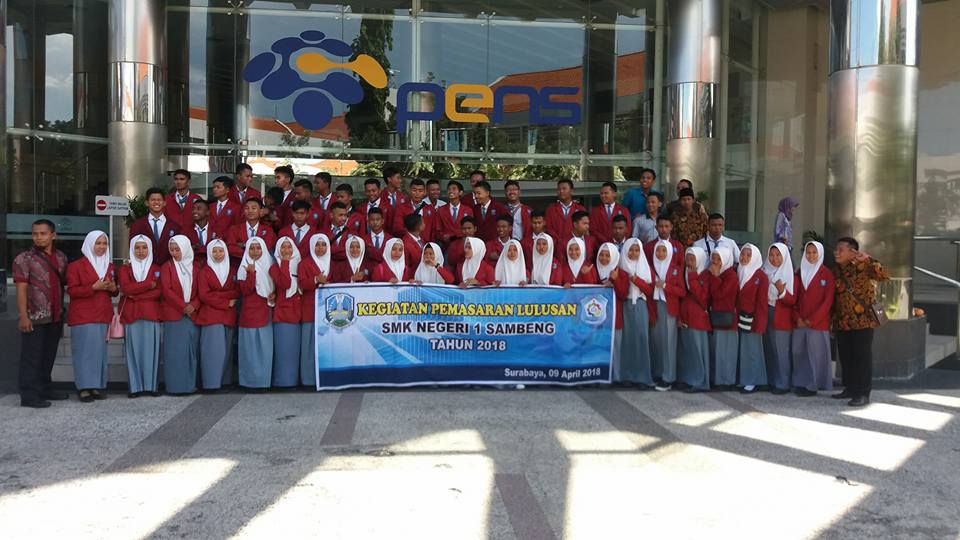 pens
KEGIATAN PEMASARAN LULUSAN
SMK NEGERI 1 SAMBENG
TAHUN 2018
Surabaya, 09 April 2018